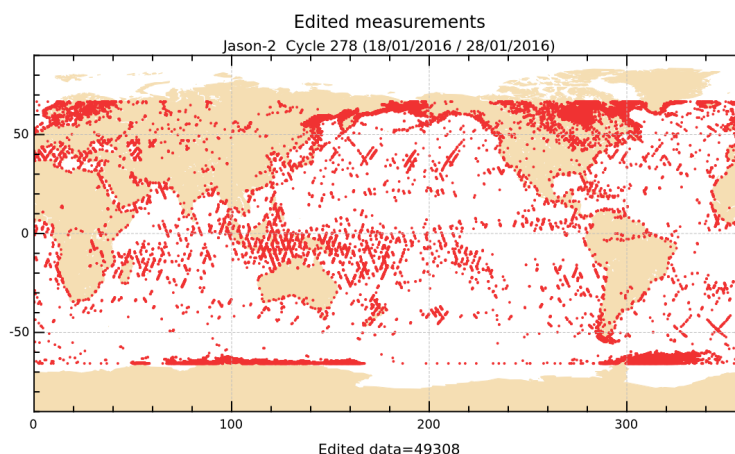 Edited measurements
Jason-2 Cycle 278 (18/01/2016 / 28/01/2016)
50
0
-50
0 100 200 300
Edited data=49308